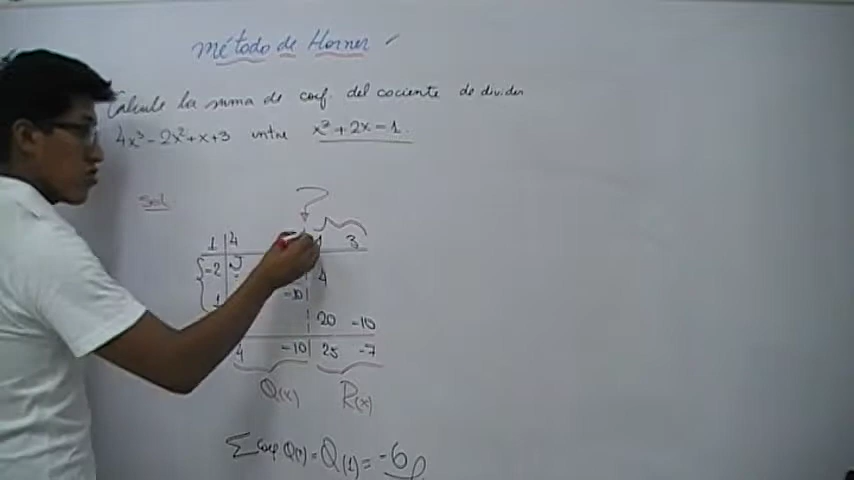 Método de Horner
Calcule la suma de coef. del cociente de dividir
4x³ - 2x² + x + 3 entre x² + 2x - 1.
Sol
?
1 4 1 3
-2 4
1 -10
20 -10
4 -10 25 -7
Q(x) R(x)
∑ coef Q(x) = Q(1) = -6